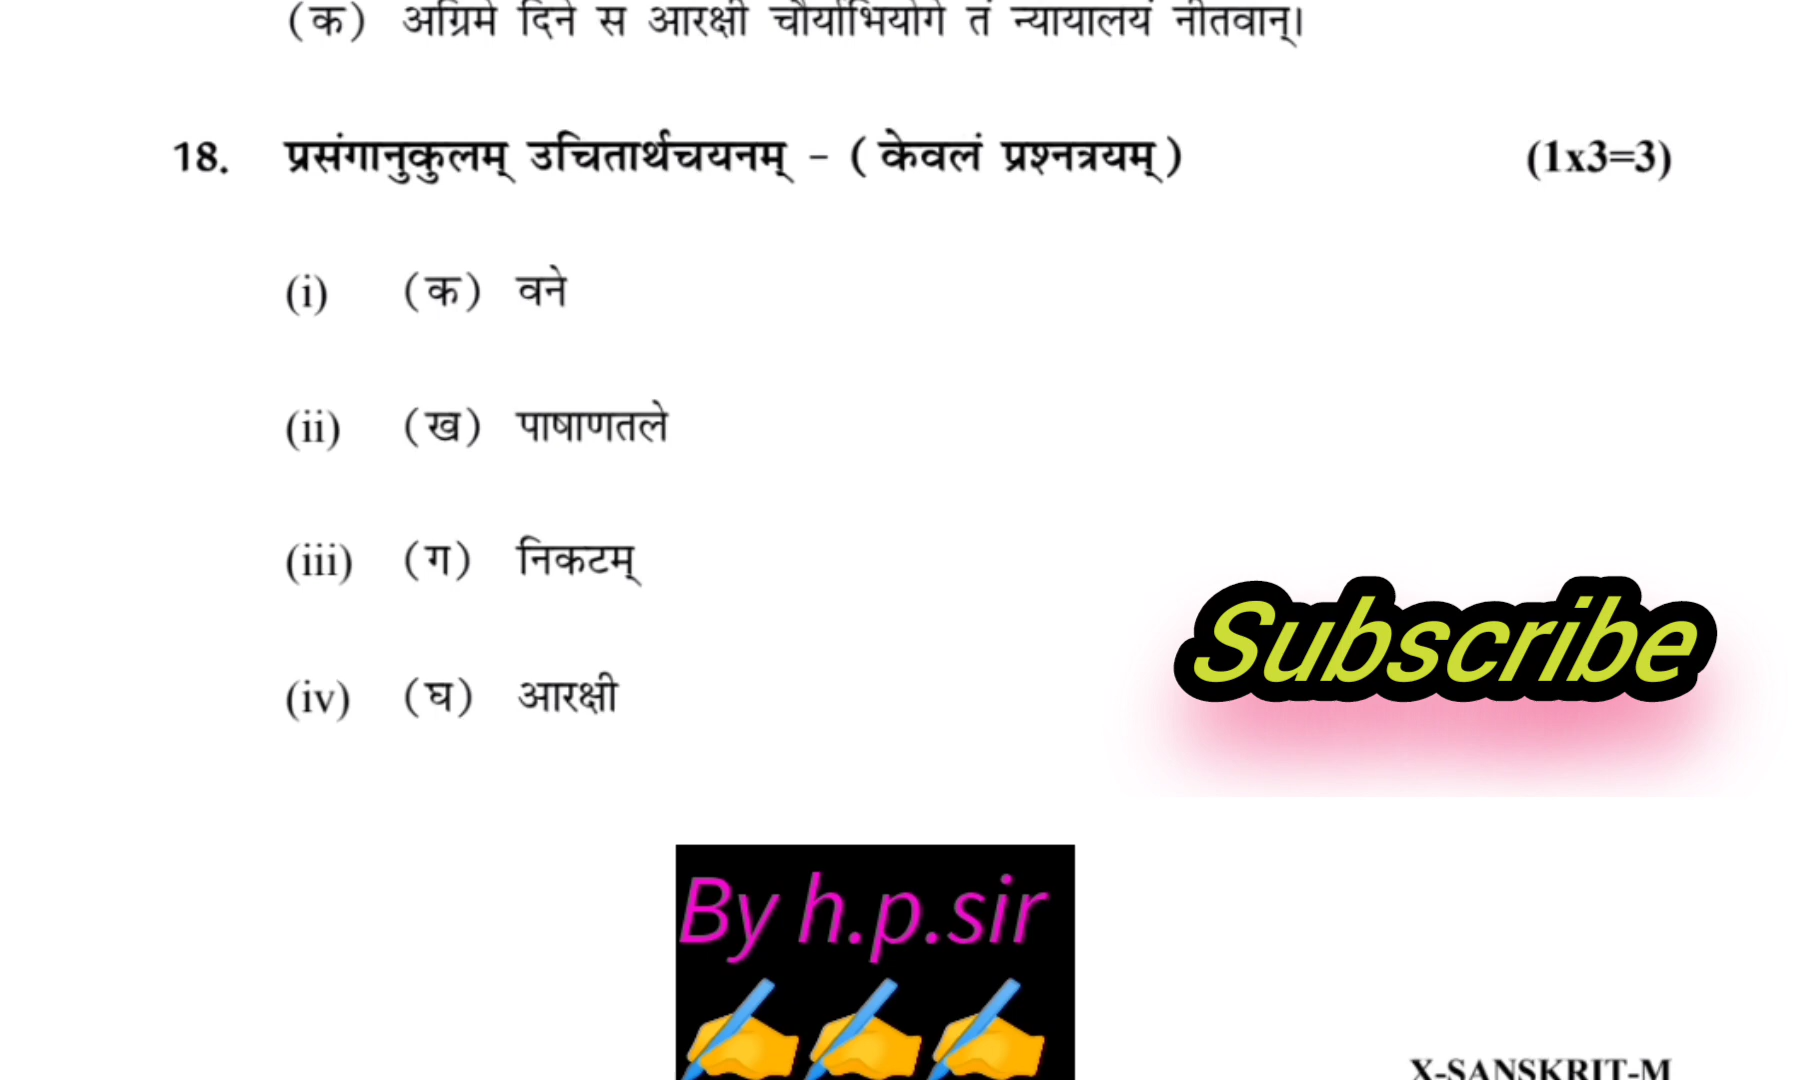 (क) अग्रिमे दिने स आरक्षी चौर्याभियोगे तं न्यायालयं नीतवान्।
18. प्रसंगानुकुलम् उचितार्थचयनम् - ( केवलं प्रश्नत्रयम् ) (1x3=3)
(i) (क) वने
(ii) (ख) पाषाणतले
(iii) (ग) निकटम्
(iv) (घ) आरक्षी
Subscribe
By h.p.sir
X-SANSKRIT-M